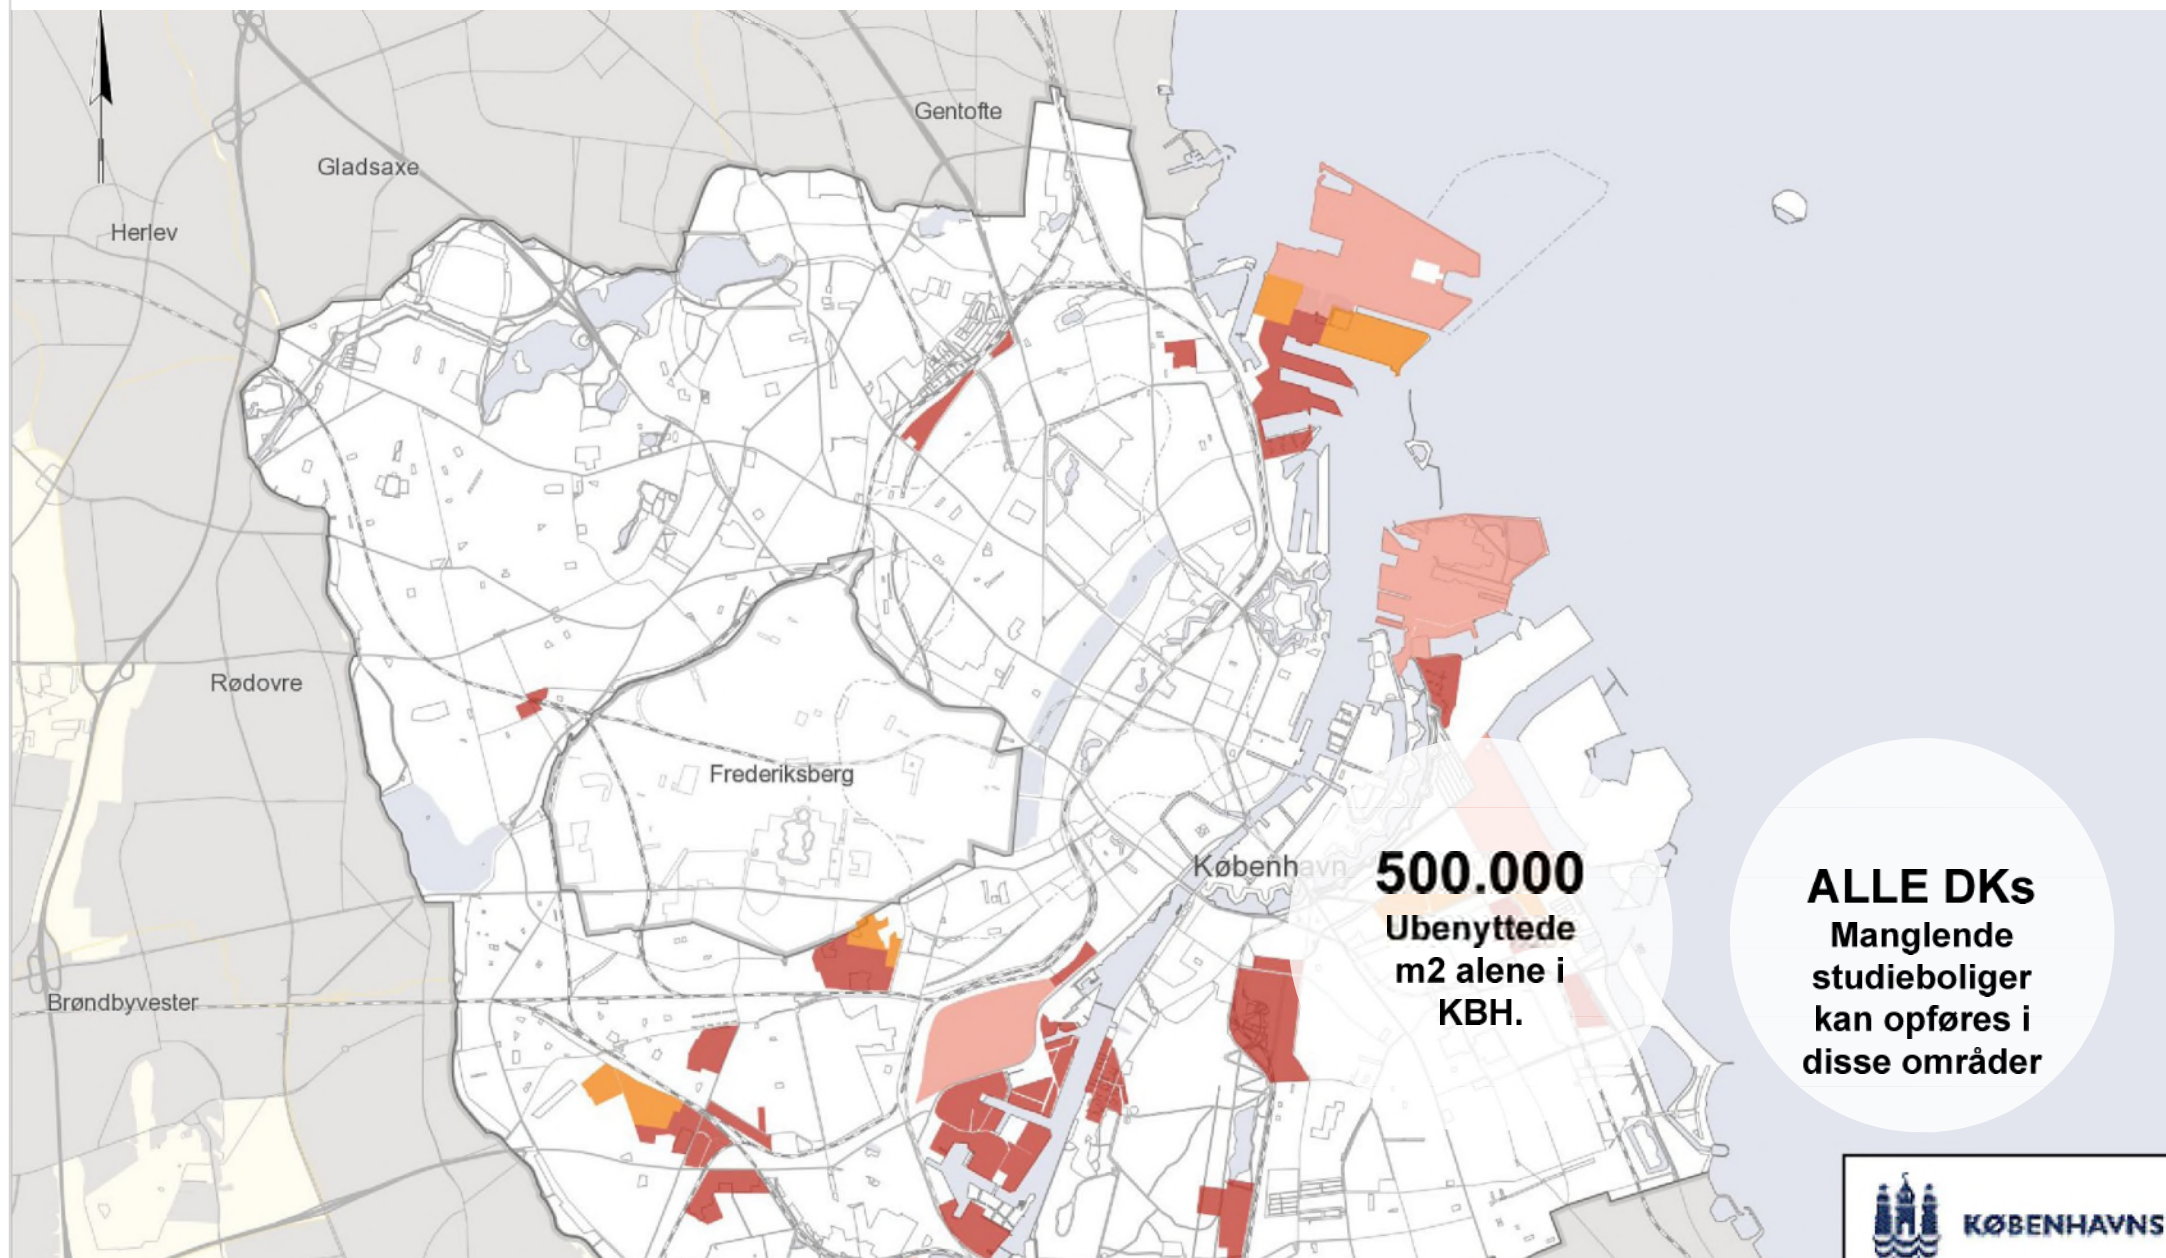 Gentofte
Gladsaxe
Herlev
Rødovre
Frederiksberg
København
500.000
Ubenyttede
m2 alene i
KBH.
ALLE DKs
Manglende
studieboliger
kan opføres i
disse områder
Brøndbyvester
KØBENHAVNS